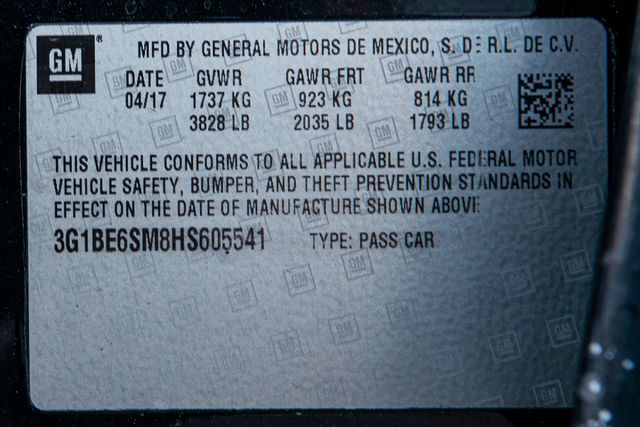 GM®
MFD BY GENERAL MOTORS DE MEXICO, S. DE R.L. DE C.V.
DATE GVWR GAWR FRT GAWR RR
04/17 1737 KG 923 KG 814 KG
3828 LB 2035 LB 1793 LB
THIS VEHICLE CONFORMS TO ALL APPLICABLE U.S. FEDERAL MOTOR
VEHICLE SAFETY, BUMPER, AND THEFT PREVENTION STANDARDS IN
EFFECT ON THE DATE OF MANUFACTURE SHOWN ABOVE
3G1BE6SM8HS605541 TYPE: PASS CAR